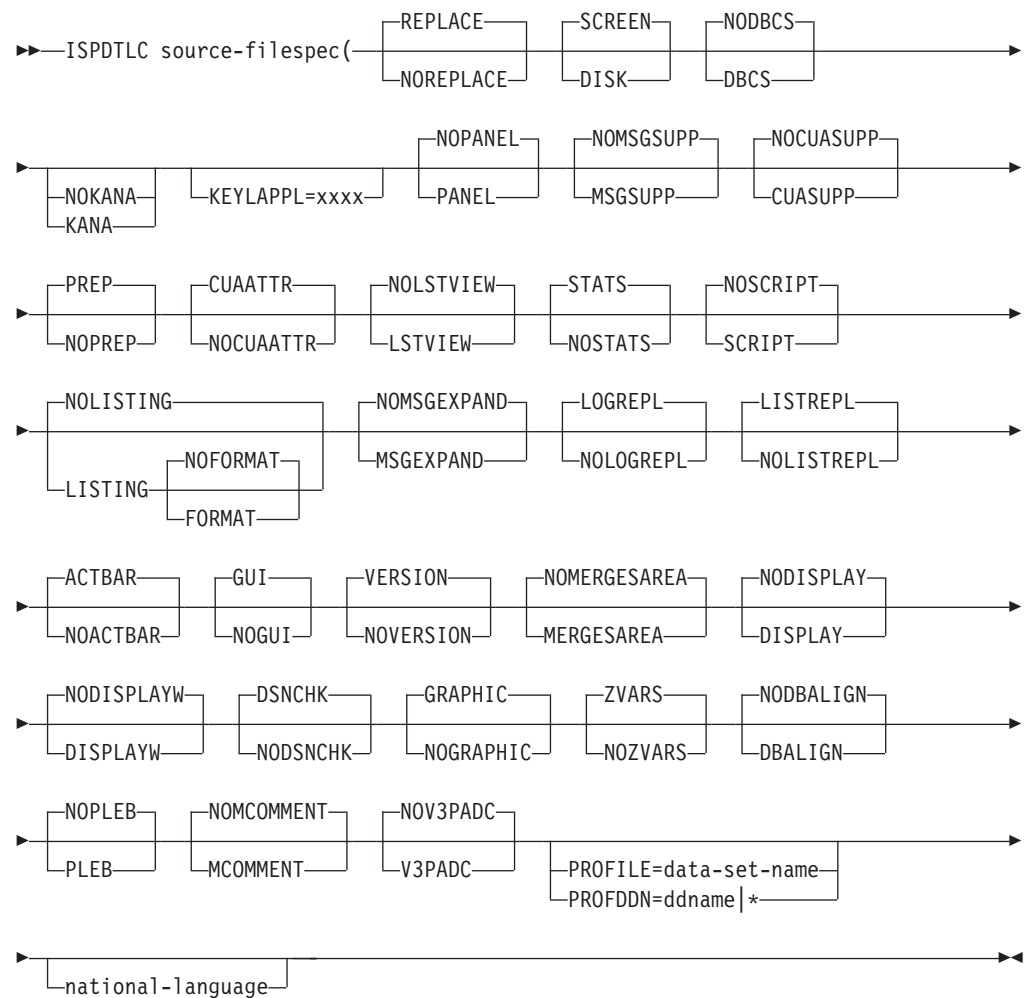 REPLACE SCREEN NODBCS
ISPDTLC source-filespec(
NOREPLACE DISK DBCS
NOPANEL NOMSGSUPP NOCUASUPP
NOKANA KEYLAPPL=xxxx PANEL MSGSUPP CUASUPP
KANA
PREP CUAATTR NOLSTVIEW STATS NOSCRIPT
NOPREP NOCUAATTR LSTVIEW NOSTATS SCRIPT
NOLISTING NOMSGEXPAND LOGREPL LISTREPL
NOFORMAT MSGEXPAND NOLOGREPL NOLISTREPL
LISTING
FORMAT
ACTBAR GUI VERSION NOMERGESAREA NODISPLAY
NOACTBAR NOGUI NOVERSION MERGESAREA DISPLAY
NODISPLAYW DSNCHK GRAPHIC ZVARS NODBALIGN
DISPLAYW NODSNCHK NOGRAPHIC NOZVARS DBALIGN
NOPLEB NOMCOMMENT NOV3PADC
PLEB MCOMMENT V3PADC PROFILE=data-set-name
PROFDDN=ddname|*
national-language